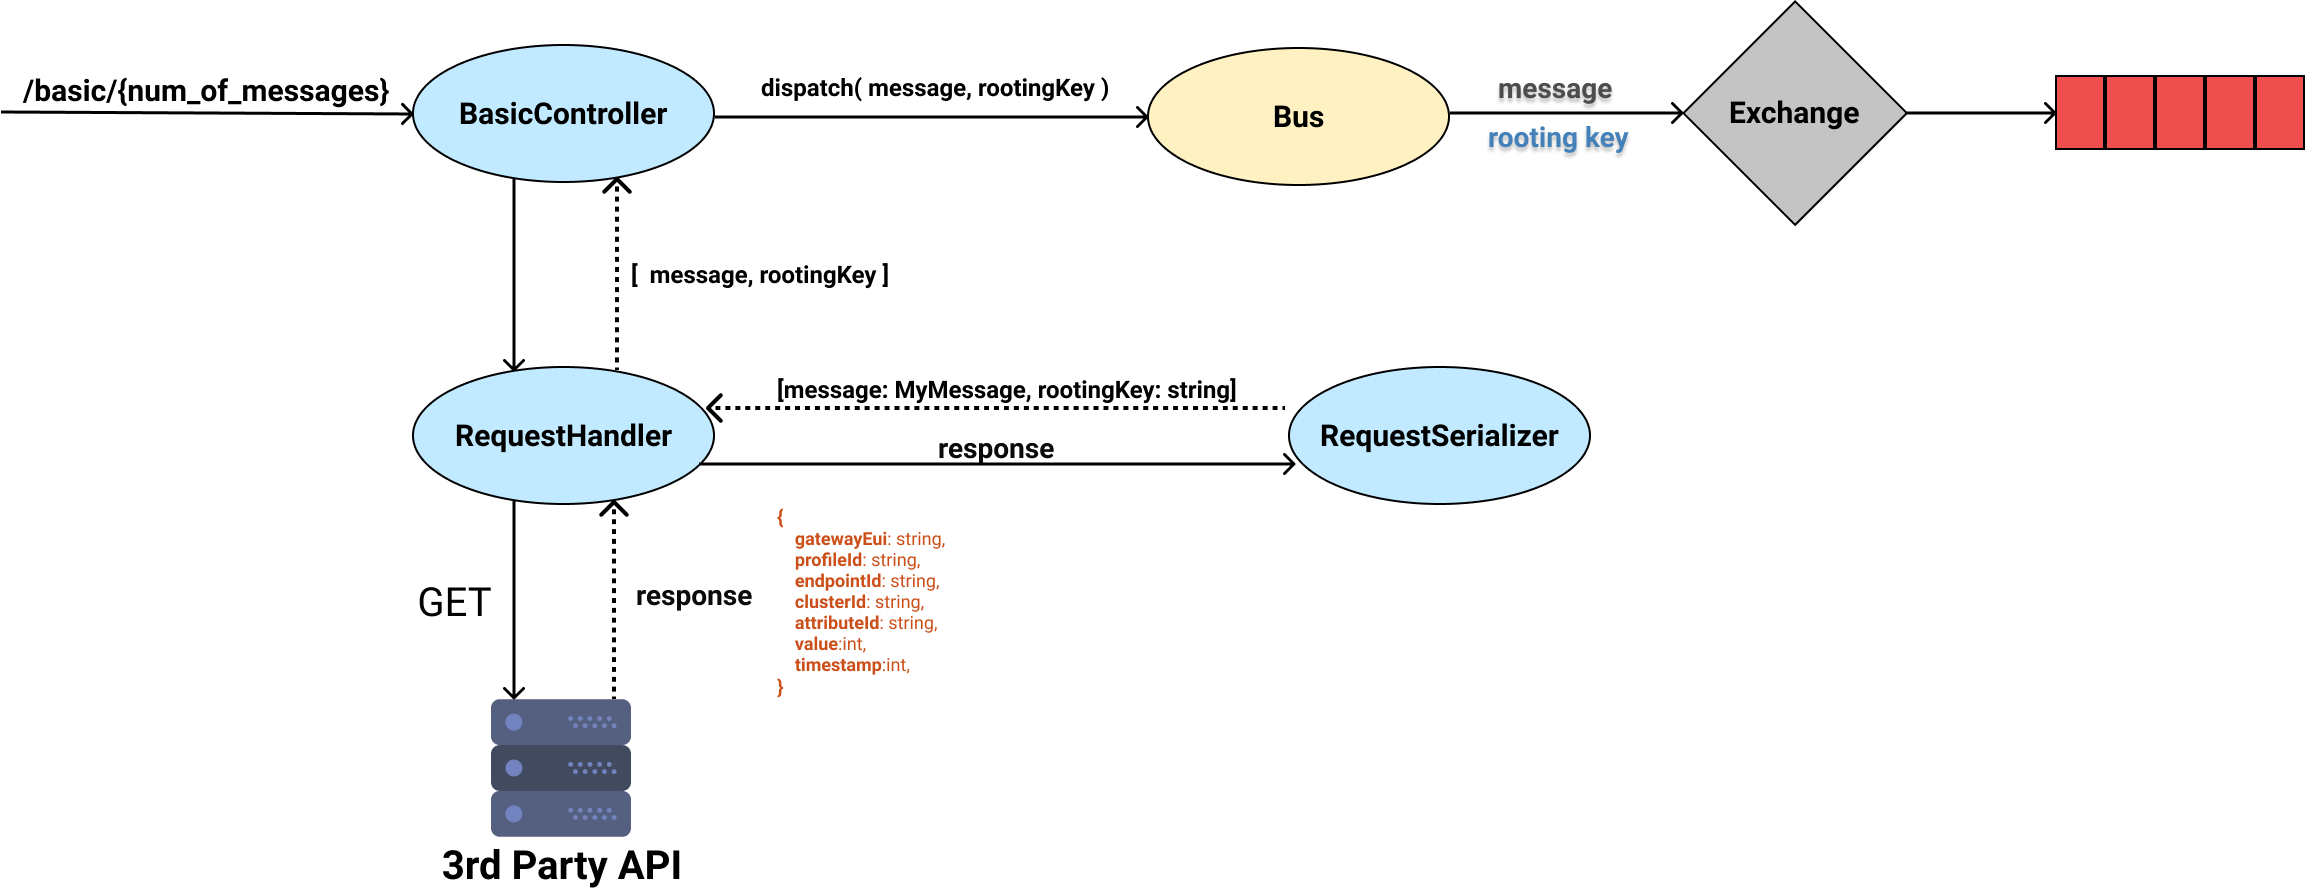 /basic/{num_of_messages}
BasicController
dispatch( message, rootingKey )
Bus
message
rooting key
Exchange
[ message, rootingKey ]
[message: MyMessage, rootingKey: string]
RequestHandler
response
RequestSerializer
GET
response
{
gatewayEui: string,
profileId: string,
endpointId: string,
clusterId: string,
attributeId: string,
value:int,
timestamp:int,
}
3rd Party API